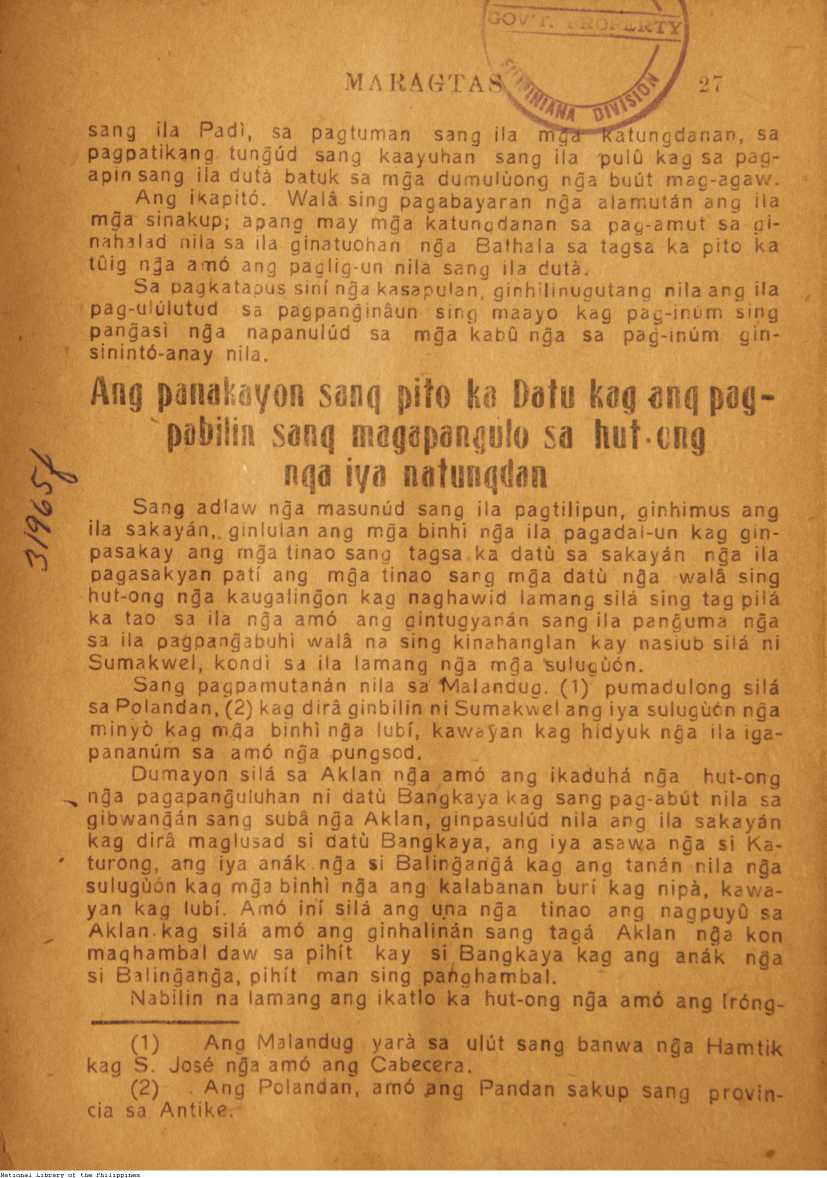 GOV'T. PROPERTY
FILIPINIANA DIVISION
MARAGTAS 27
sang ila Padì, sa pagtuman sang ila mg̃a katungdanan, sa
pagpatikang tung̃úd sang kaayuhan sang ila pulû kag sa pag-
apin sang ila dutà batuk sa mg̃a dumulùong ng̃a buút mag-agaw.
Ang ikapitó. Walâ sing pagabayaran ng̃a alamután ang ila
mg̃a sinakup; apang may mg̃a katungdanan sa pag-amut sa gi-
nahalad nila sa ila ginatuohan ng̃a Bathala sa tagsa ka pito ka
tûig ng̃a amó ang paglig-un nila sang ila dutà.
Sa pagkatapus siní ng̃a kasapulan, ginhilinugutang nila ang ila
pag-ulúlutud sa pagpang̃inâun sing maayo kag pag-inúm sing
pang̃asi ng̃a napanulúd sa mg̃a kabû ng̃a sa pag-inúm gin-
sinintó-anay nila.
Ang panakayon sang pito ka Datu kag ang pag-
pabilin sang magapangulo sa hut-ong
nga iya natungdan
Sang adlaw ng̃a masunúd sang ila pagtilipun, ginhimus ang
ila sakayán, ginlulan ang mg̃a binhi ng̃a ila pagadal-un kag gin-
pasakay ang mg̃a tinao sang tagsa ka datù sa sakayán ng̃a ila
pagasakyan patí ang mg̃a tinao sang mg̃a datù ng̃a walâ sing
hut-ong ng̃a kaugaling̃on kag naghawid lamang silá sing tag pilá
ka tao sa ila ng̃a amó ang gintugyanán sang ila pang̃uma ng̃a
sa ila pagpang̃abuhì walâ na sing kinahanglan kay nasiub silá ni
Sumakwel, kondì sa ila lamang ng̃a mg̃a sulugùón.
Sang pagpamutanán nila sa Malandug. (1) pumadulong silá
sa Polandan, (2) kag dirâ ginbilin ni Sumakwel ang iya sulugùón ng̃a
minyò kag mg̃a binhì ng̃a lubí, kawayan kag hidyuk ng̃a ila iga-
pananúm sa amó ng̃a pungsod.
Dumayon silá sa Aklan ng̃a amó ang ikaduhá ng̃a hut-ong
ng̃a pagapang̃uluhan ni datù Bangkaya kag sang pag-abút nila sa
gibwang̃án sang subâ ng̃a Aklan, ginpasulúd nila ang ila sakayán
kag dirâ maglusad si datù Bangkaya, ang iya asawa ng̃a si Ka-
turong, ang iya anák ng̃a si Baling̃ang̃á kag ang tanán nila ng̃a
sulugùón kag mg̃a binhì ng̃a ang kalabanan burí kag nipà, kawa-
yan kag lubí. Amó iní silá ang una ng̃a tinao ang nagpuyû sa
Aklan kag silá amó ang ginhalinán sang tagá Aklan ng̃a kon
maghambal daw sa pihít kay si Bangkaya kag ang anák ng̃a
si Baling̃ang̃a, pihít man sing panghambal.
Nabilin na lamang ang ikatlo ka hut-ong ng̃a amó ang Iróng-
(1) Ang Malandug yarà sa ulút sang banwa ng̃a Hamtik
kag S. José ng̃a amó ang Cabecera.
(2) Ang Polandan, amó ang Pandan sakup sang provin-
cia sa Antike.
31965
National Library of the Philippines